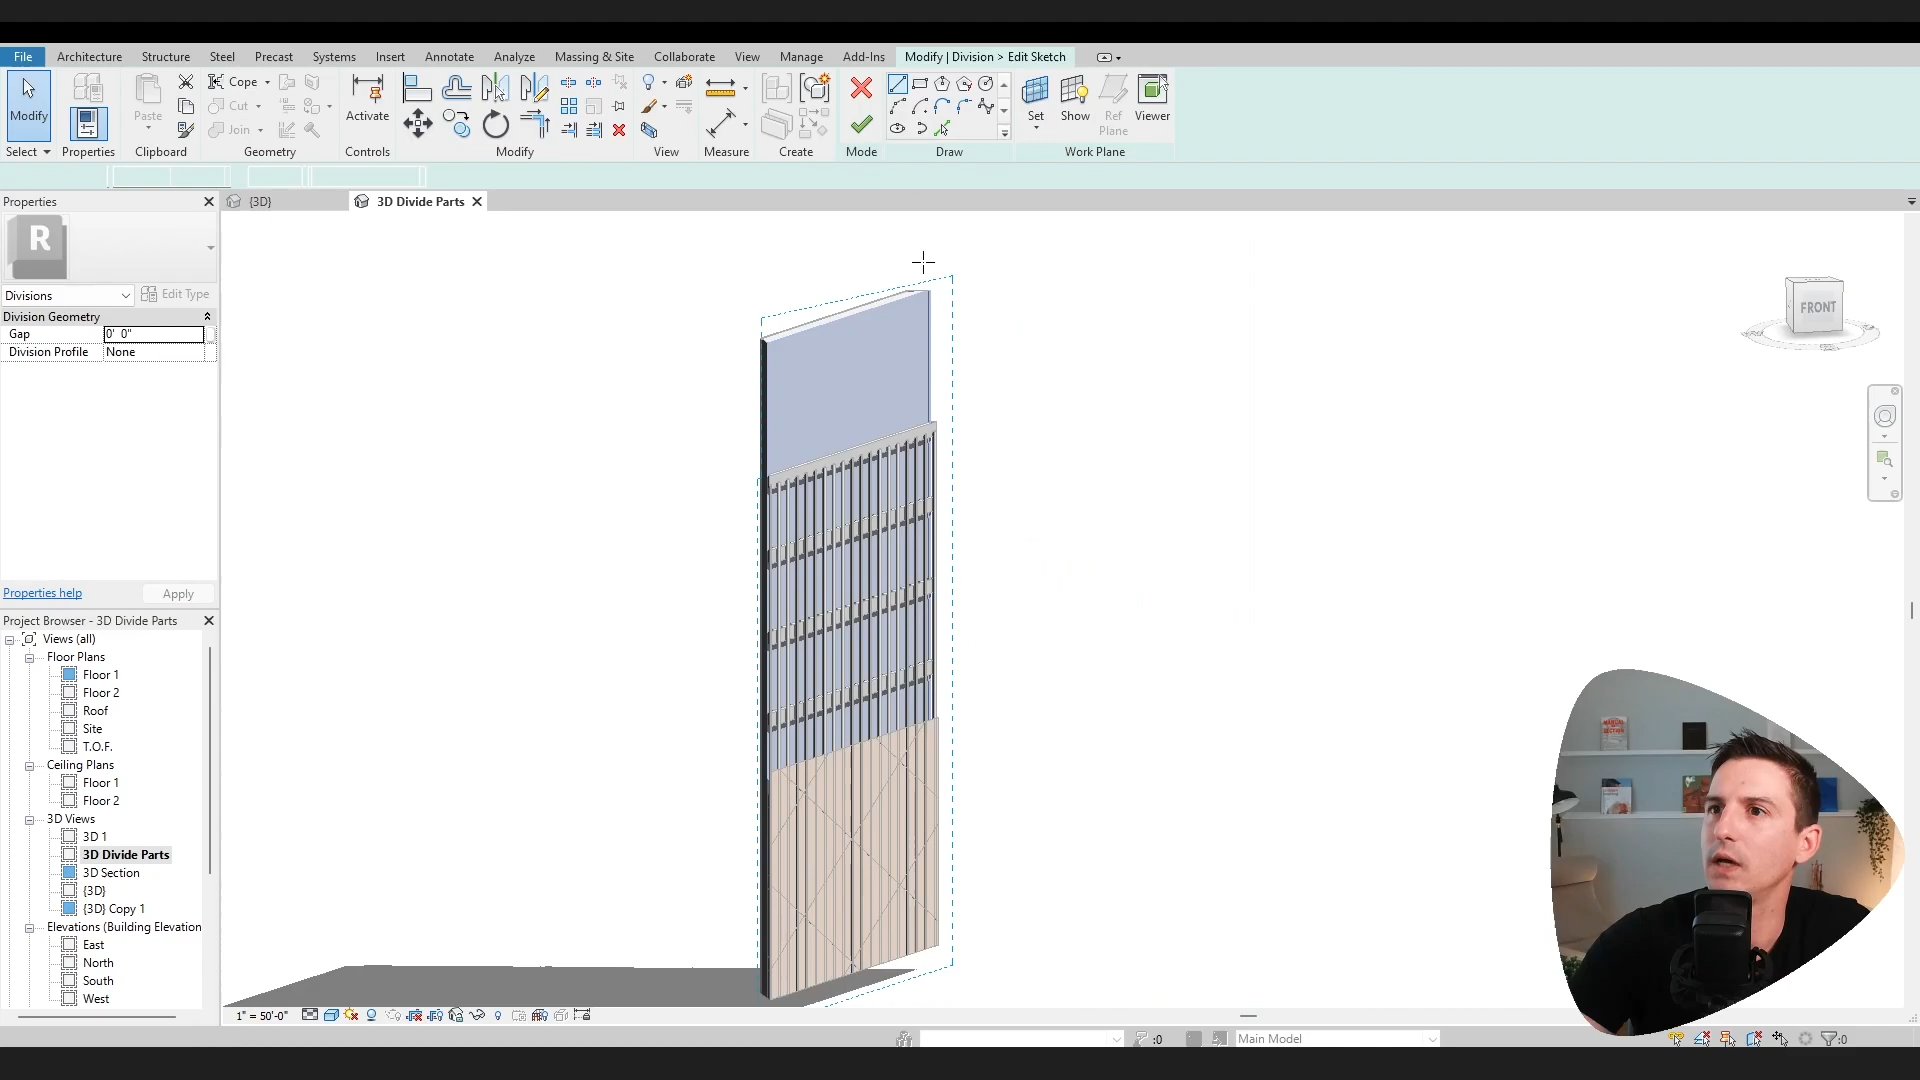 File Architecture Structure Steel Precast Systems Insert Annotate Analyze Massing & Site Collaborate View Manage Add-Ins Modify | Division > Edit Sketch
Modify
Select
Properties
Paste
Clipboard
Cope
Cut
Join
Geometry
Activate
Controls
Modify
View
Measure
Create
Mode
Draw
Set
Show
Ref
Plane
Viewer
Work Plane
Properties
{3D}
3D Divide Parts
R
Divisions
Edit Type
Division Geometry
Gap 0' 0"
Division Profile None
Properties help
Apply
Project Browser - 3D Divide Parts
Views (all)
Floor Plans
Floor 1
Floor 2
Roof
Site
T.O.F.
Ceiling Plans
Floor 1
Floor 2
3D Views
3D 1
3D Divide Parts
3D Section
{3D}
{3D} Copy 1
Elevations (Building Elevation
East
North
South
West
FRONT
1" = 50'-0"
:0
Main Model
:0